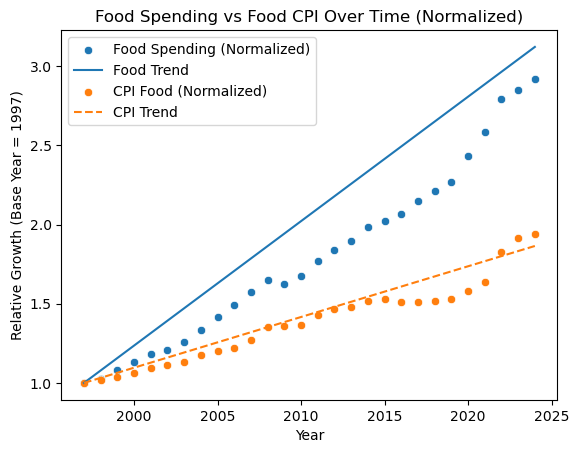 Food Spending vs Food CPI Over Time (Normalized)
Food Spending (Normalized)
Food Trend
CPI Food (Normalized)
CPI Trend
Relative Growth (Base Year = 1997)
3.0
2.5
2.0
1.5
1.0
2000 2005 2010 2015 2020 2025
Year